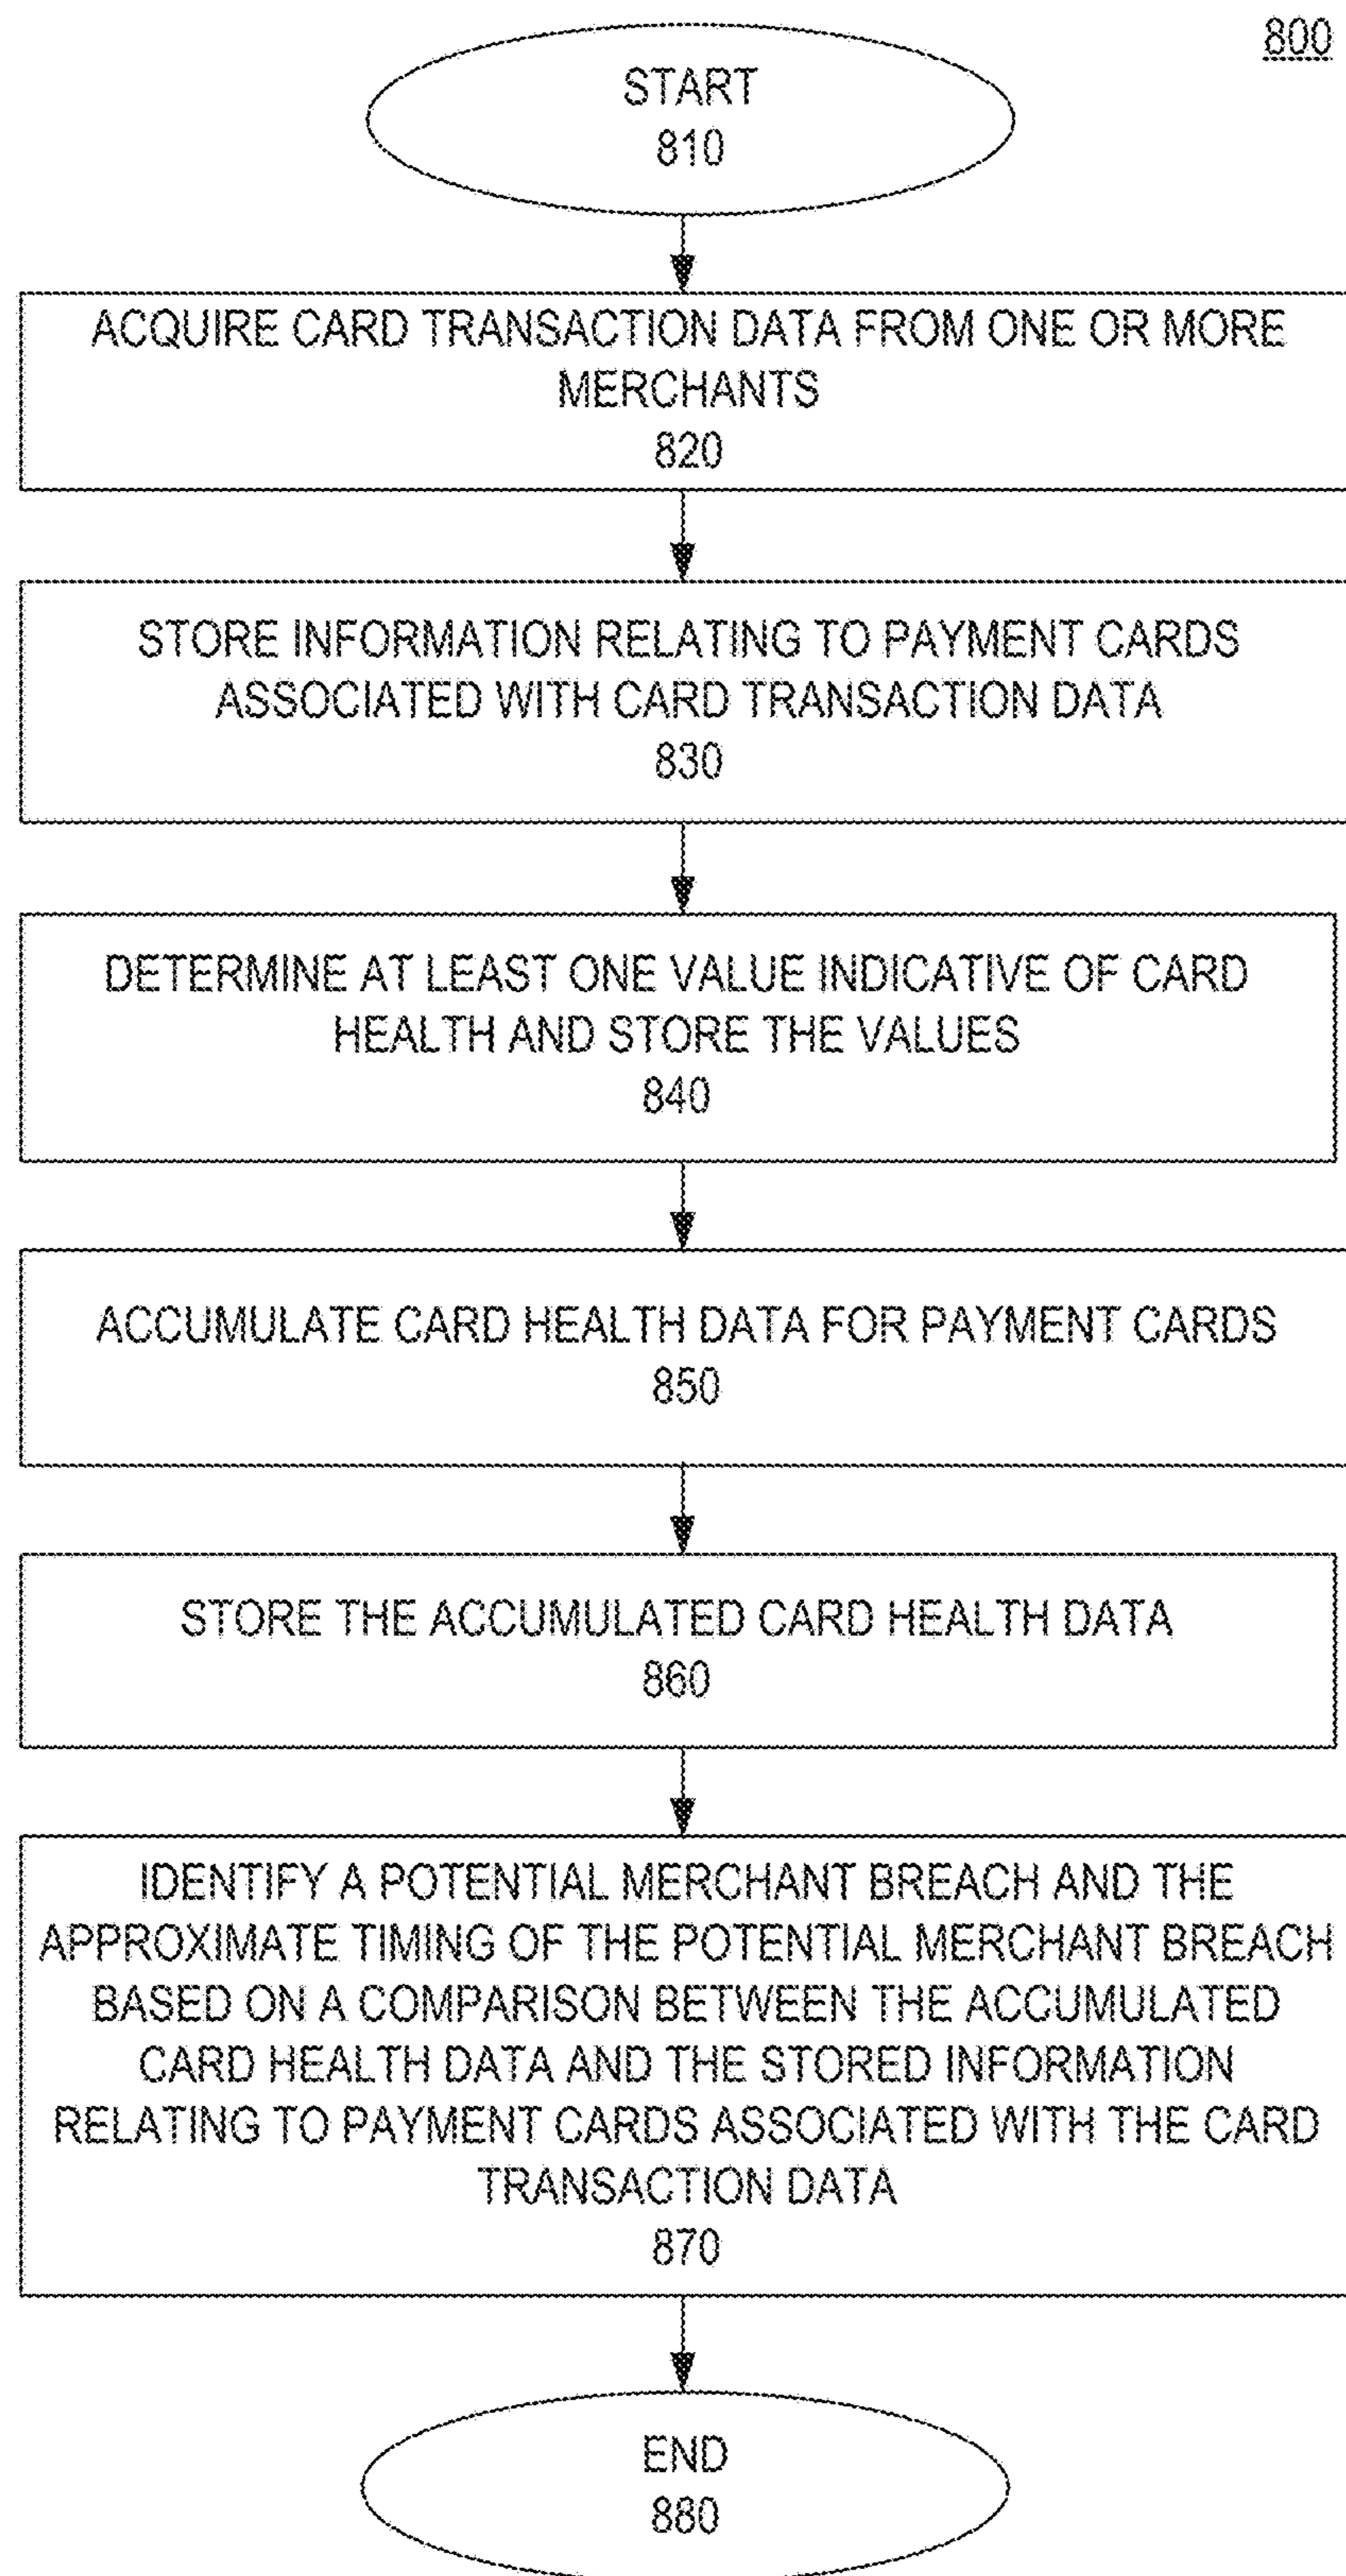 800
START
810
ACQUIRE CARD TRANSACTION DATA FROM ONE OR MORE
MERCHANTS
820
STORE INFORMATION RELATING TO PAYMENT CARDS
ASSOCIATED WITH CARD TRANSACTION DATA
830
DETERMINE AT LEAST ONE VALUE INDICATIVE OF CARD
HEALTH AND STORE THE VALUES
840
ACCUMULATE CARD HEALTH DATA FOR PAYMENT CARDS
850
STORE THE ACCUMULATED CARD HEALTH DATA
860
IDENTIFY A POTENTIAL MERCHANT BREACH AND THE
APPROXIMATE TIMING OF THE POTENTIAL MERCHANT BREACH
BASED ON A COMPARISON BETWEEN THE ACCUMULATED
CARD HEALTH DATA AND THE STORED INFORMATION
RELATING TO PAYMENT CARDS ASSOCIATED WITH THE CARD
TRANSACTION DATA
870
END
880